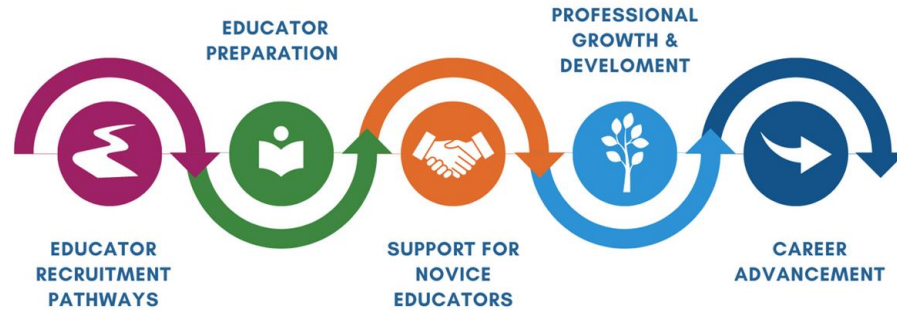 EDUCATOR
RECRUITMENT
PATHWAYS
EDUCATOR
PREPARATION
SUPPORT FOR
NOVICE
EDUCATORS
PROFESSIONAL
GROWTH &
DEVELOMENT
CAREER
ADVANCEMENT